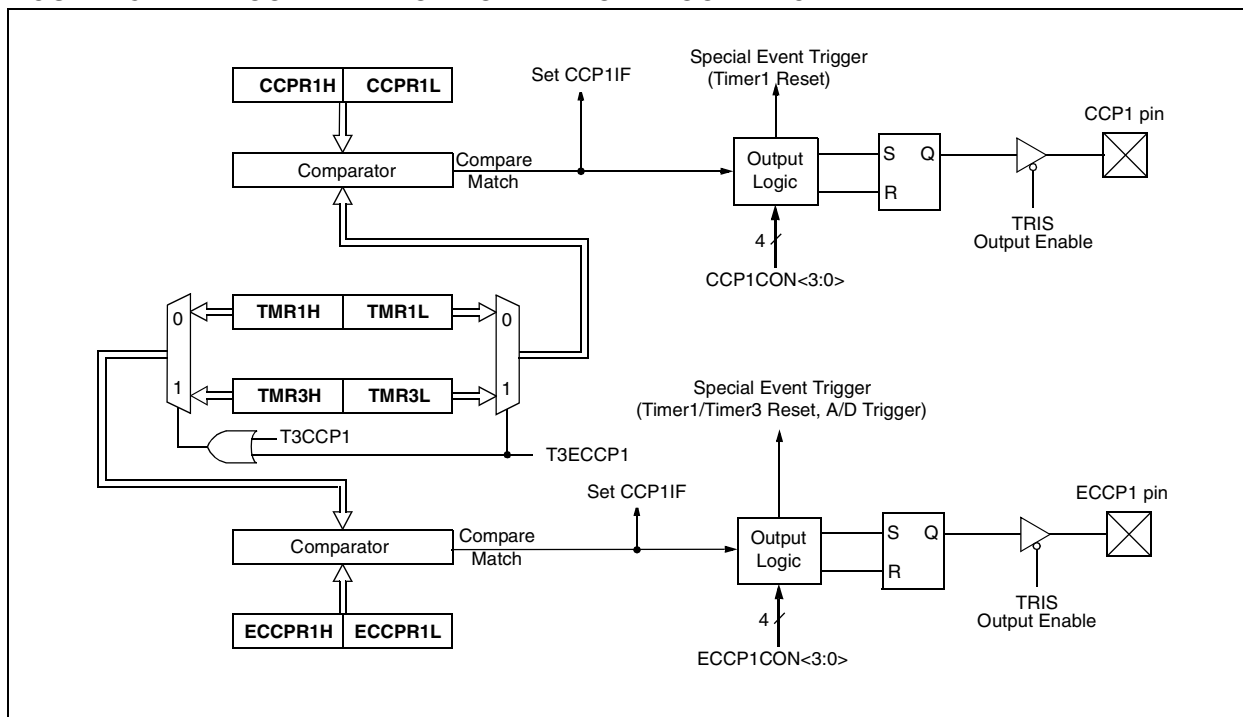 CCPR1H CCPR1L
Comparator
Compare
Match
Set CCP1IF
Special Event Trigger
(Timer1 Reset)
Output
Logic
4
CCP1CON<3:0>
S Q
R
CCP1 pin
TRIS
Output Enable
0
1
TMR1H TMR1L
TMR3H TMR3L
0
1
T3CCP1
T3ECCP1
Comparator
Compare
Match
ECCPR1H ECCPR1L
Set CCP1IF
Special Event Trigger
(Timer1/Timer3 Reset, A/D Trigger)
Output
Logic
4
ECCP1CON<3:0>
S Q
R
ECCP1 pin
TRIS
Output Enable